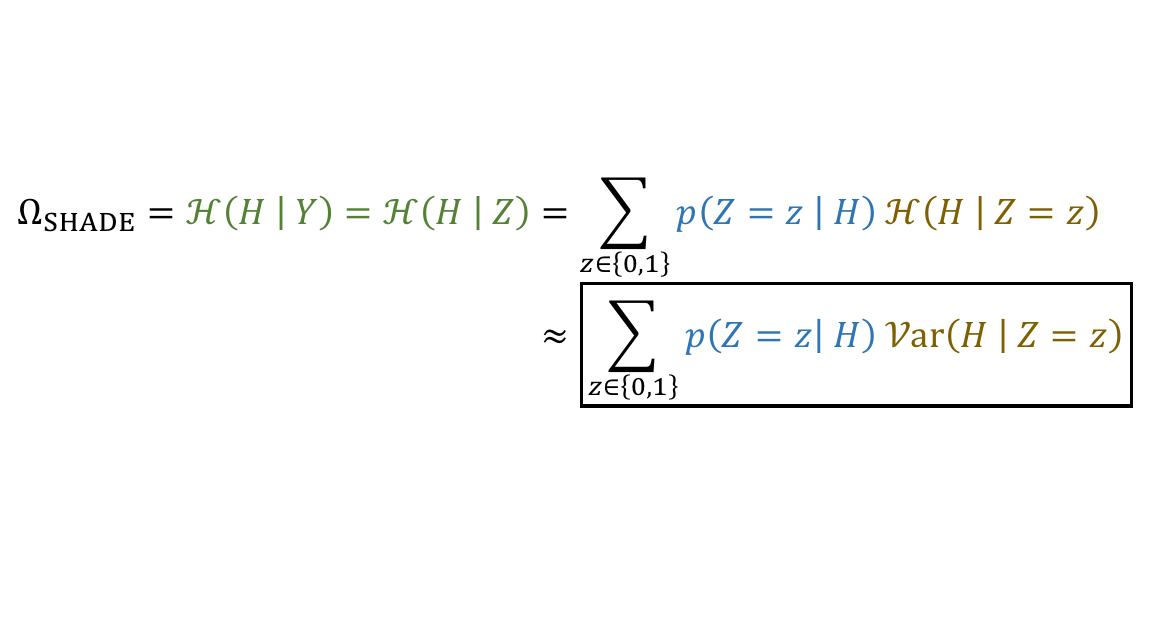 Ω_SHADE = ℋ(H | Y) = ℋ(H | Z) = ∑_{z∈{0,1}} p(Z = z | H) ℋ(H | Z = z)
≈ ∑_{z∈{0,1}} p(Z = z| H) 𝒱ar(H | Z = z)